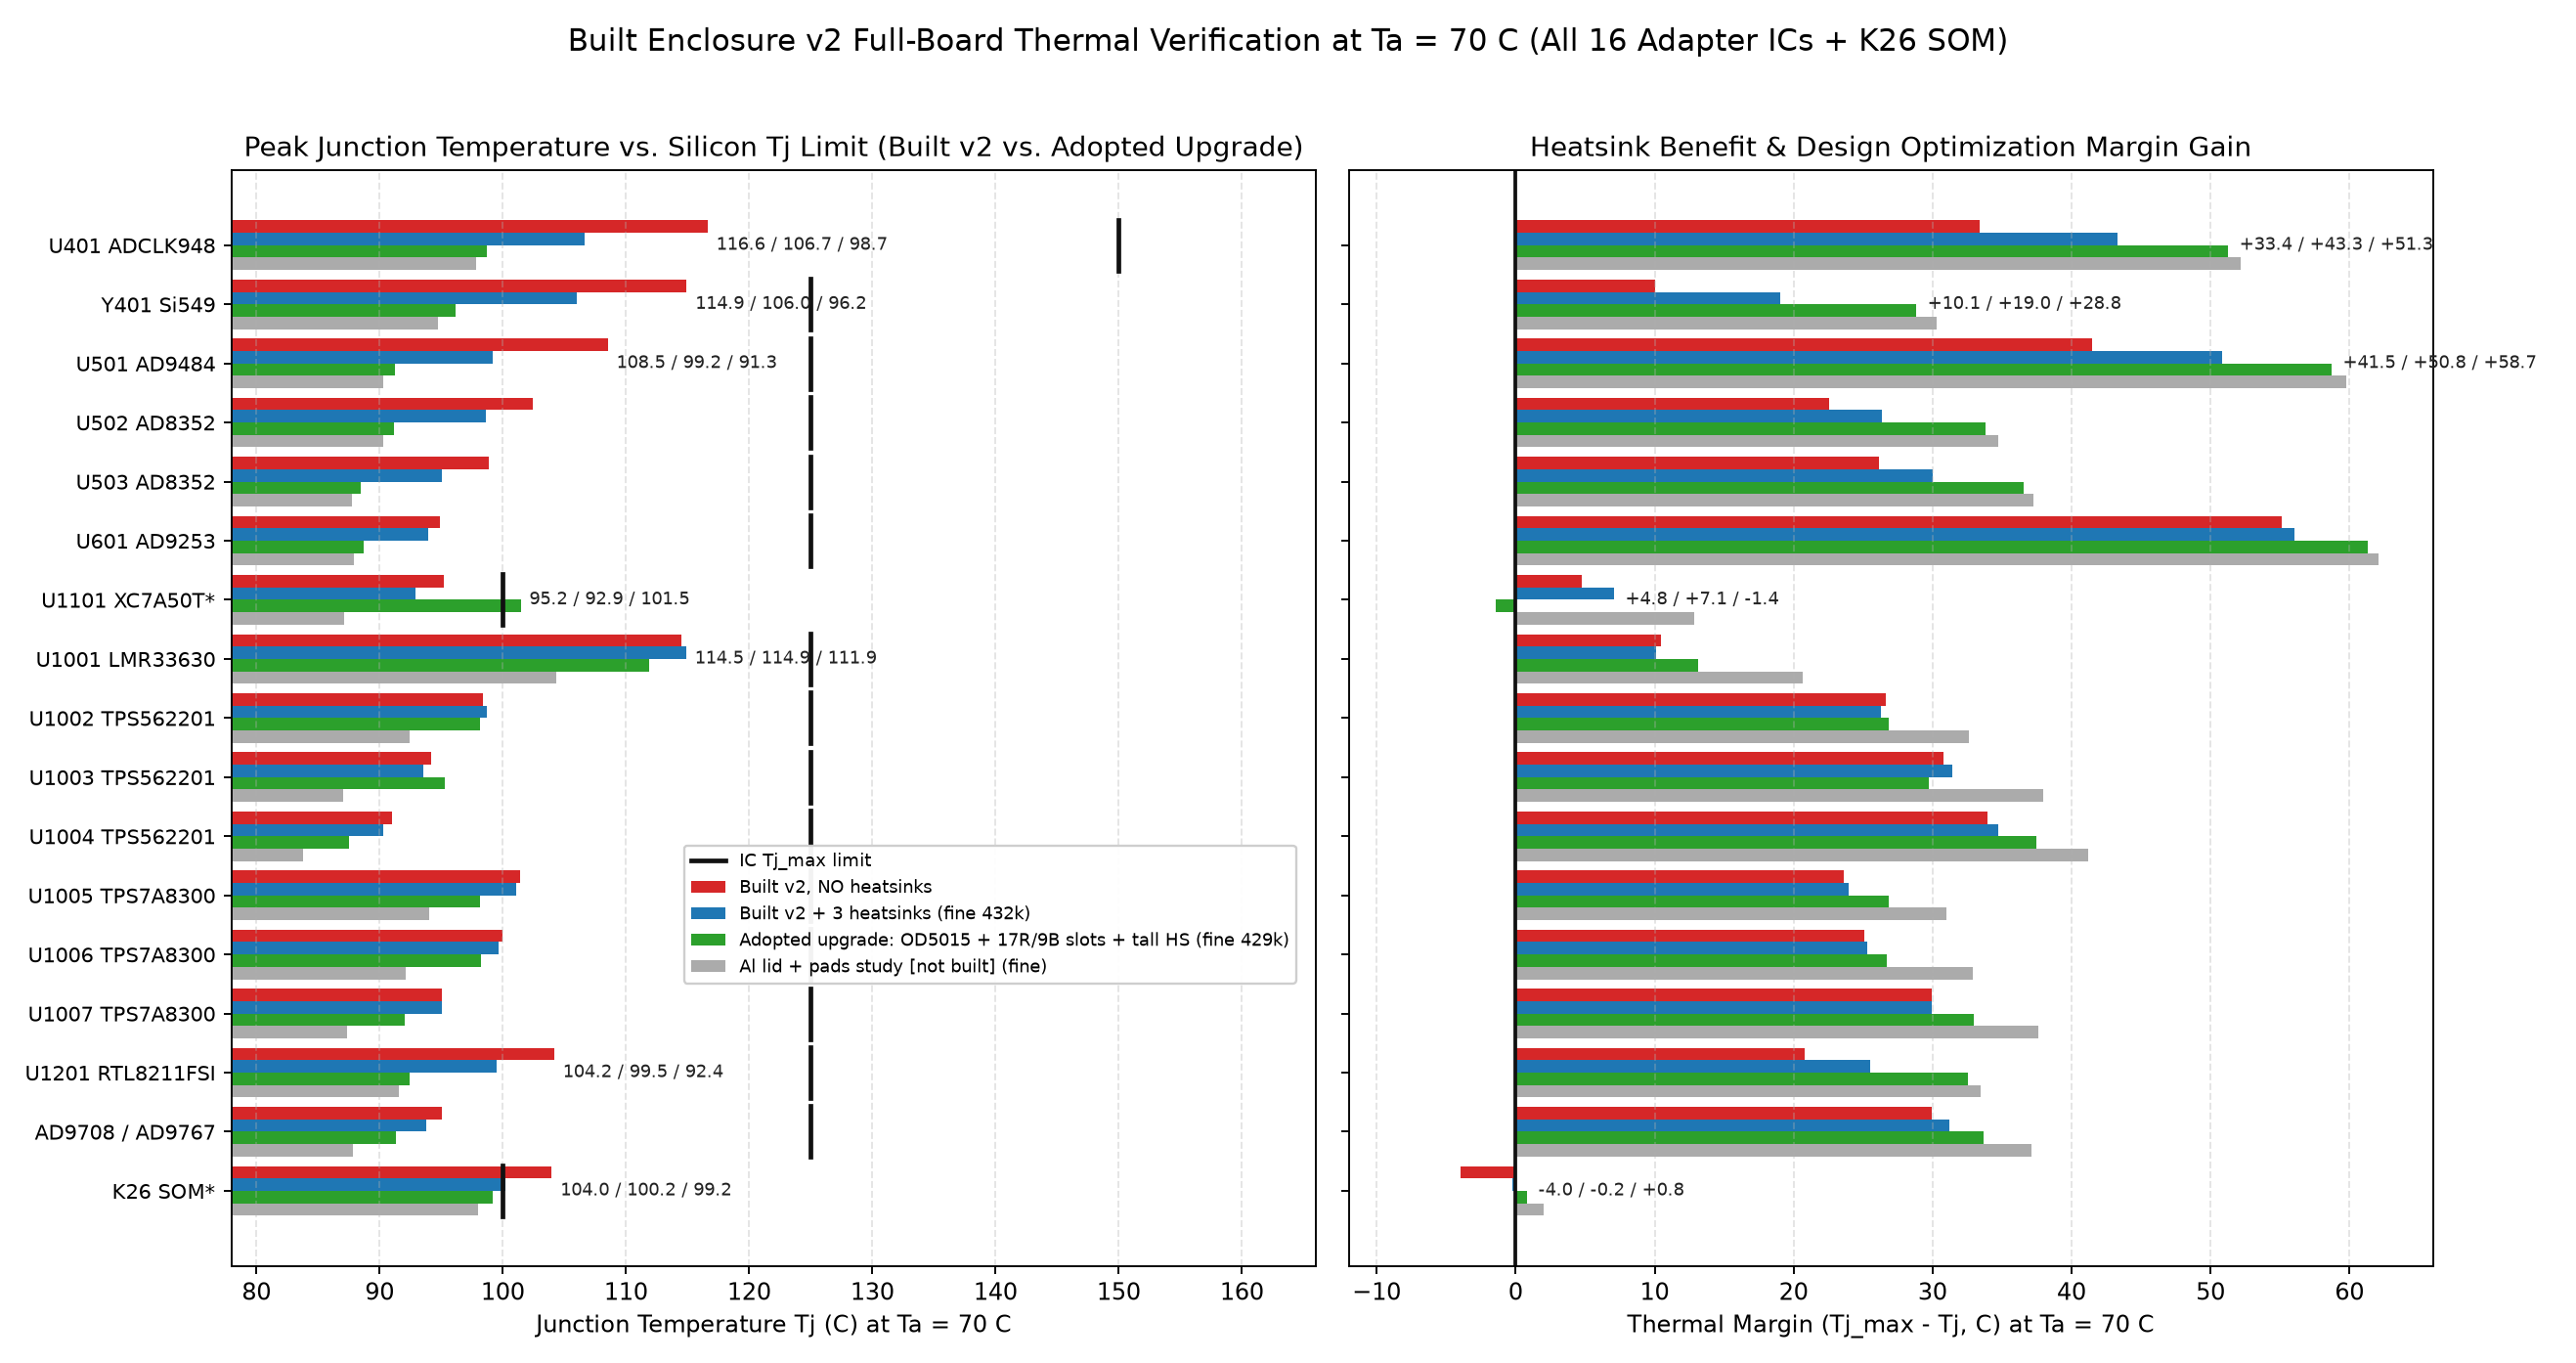 Built Enclosure v2 Full-Board Thermal Verification at Ta = 70 C (All 16 Adapter ICs + K26 SOM)
Peak Junction Temperature vs. Silicon Tj Limit (Built v2 vs. Adopted Upgrade)
U401 ADCLK948
116.6 / 106.7 / 98.7
Y401 Si549
114.9 / 106.0 / 96.2
U501 AD9484
108.5 / 99.2 / 91.3
U502 AD8352
U503 AD8352
U601 AD9253
U1101 XC7A50T*
95.2 / 92.9 / 101.5
U1001 LMR33630
114.5 / 114.9 / 111.9
U1002 TPS562201
U1003 TPS562201
U1004 TPS562201
U1005 TPS7A8300
U1006 TPS7A8300
U1007 TPS7A8300
U1201 RTL8211FSI
104.2 / 99.5 / 92.4
AD9708 / AD9767
K26 SOM*
104.0 / 100.2 / 99.2
IC Tj_max limit
Built v2, NO heatsinks
Built v2 + 3 heatsinks (fine 432k)
Adopted upgrade: OD5015 + 17R/9B slots + tall HS (fine 429k)
Al lid + pads study [not built] (fine)
80 90 100 110 120 130 140 150 160
Junction Temperature Tj (C) at Ta = 70 C
Heatsink Benefit & Design Optimization Margin Gain
+33.4 / +43.3 / +51.3
+10.1 / +19.0 / +28.8
+41.5 / +50.8 / +58.7
+4.8 / +7.1 / -1.4
-4.0 / -0.2 / +0.8
−10 0 10 20 30 40 50 60
Thermal Margin (Tj_max - Tj, C) at Ta = 70 C